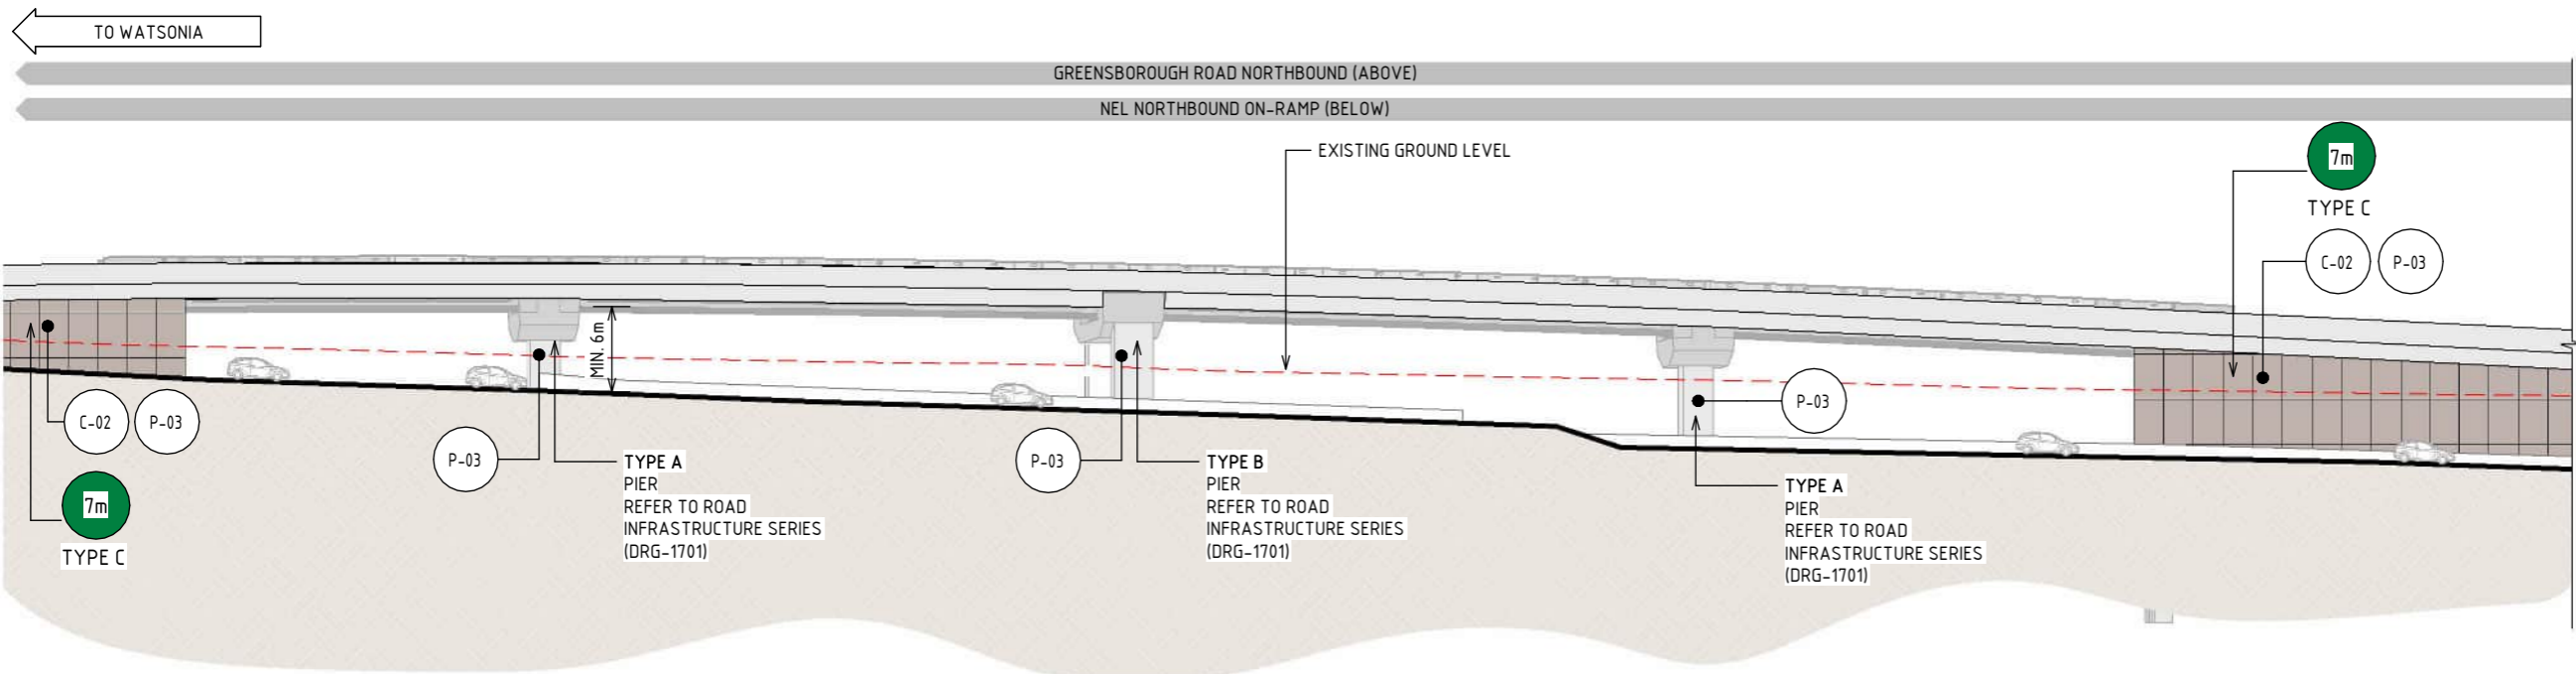 TO WATSONIA
GREENSBOROUGH ROAD NORTHBOUND (ABOVE)
NEL NORTHBOUND ON-RAMP (BELOW)
EXISTING GROUND LEVEL
7m
TYPE C
C-02
P-03
MIN. 6m
P-03
C-02
P-03
7m
TYPE C
P-03
TYPE A
PIER
REFER TO ROAD
INFRASTRUCTURE SERIES
(DRG-1701)
P-03
TYPE B
PIER
REFER TO ROAD
INFRASTRUCTURE SERIES
(DRG-1701)
TYPE A
PIER
REFER TO ROAD
INFRASTRUCTURE SERIES
(DRG-1701)